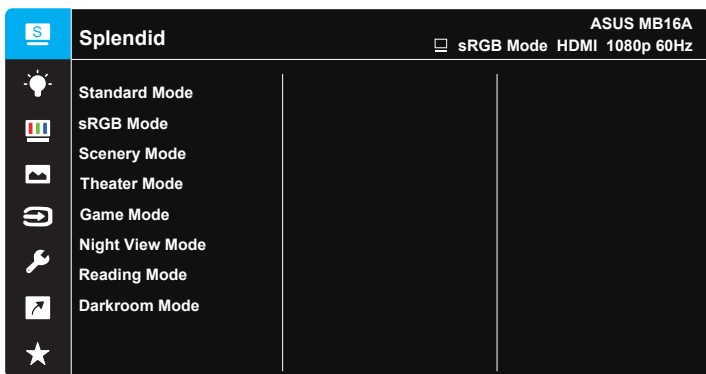 S
Splendid
ASUS MB16A
sRGB Mode HDMI 1080p 60Hz
Standard Mode
sRGB Mode
Scenery Mode
Theater Mode
Game Mode
Night View Mode
Reading Mode
Darkroom Mode